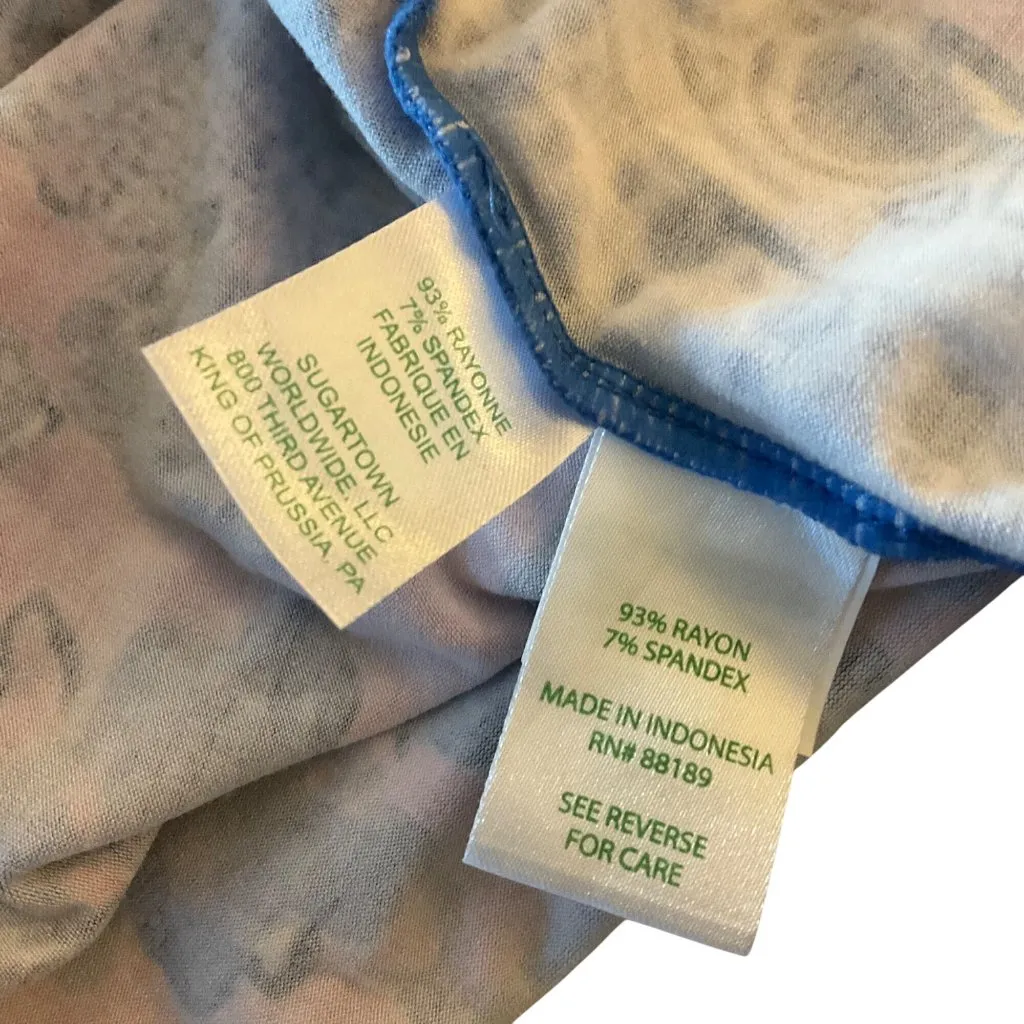 93% RAYONNE
7% SPANDEX
FABRIQUE EN
INDONESIE
SUGARTOWN
WORLDWIDE, LLC
800 THIRD AVENUE
KING OF PRUSSIA, PA
93% RAYON
7% SPANDEX
MADE IN INDONESIA
RN# 88189
SEE REVERSE
FOR CARE